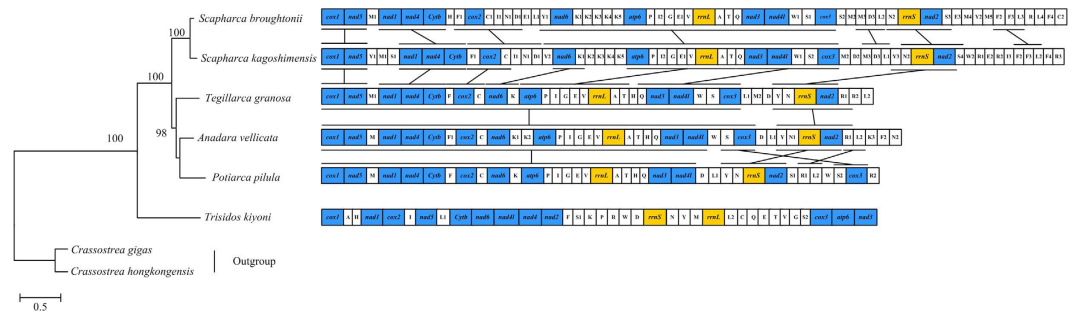 Scapharca broughtonii cox1 nad5 M1 nad1 nad4 Cytb H F1 cox2 C1 I1 N1 D1 E1 L1 Y1 nad6 K1 K2 K3 K4 K5 atp6 P I2 G E1 V rrnL A T Q nad3 nad4l W1 S1 cox3 S2 M2 M3 D3 L2 N2 rrnS nad2 S3 E3 M4 Y2 M5 F2 F3 L3 R L4 F4 C2
100
Scapharca kagoshimensis cox1 nad5 Y1 M1 S1 nad1 nad4 Cytb F1 cox2 C I1 N1 D1 Y2 nad6 K1 K2 K3 K4 K5 atp6 P I2 G E1 V rrnL A T Q nad3 nad4l W1 S2 cox3 M2 D2 M3 D3 L1 Y3 N2 rrnS nad2 S4 W2 R1 E2 R2 I3 F2 F3 L2 F4 R3
100
Tegillarca granosa cox1 nad5 M1 nad1 nad4 Cytb F cox2 C nad6 K atp6 P I G E V rrnL A T H Q nad3 nad4l W S cox3 L1 M2 D Y N rrnS nad2 R1 R2 L2
98
100 Anadara vellicata cox1 nad5 M nad1 nad4 Cytb F1 cox2 C nad6 K1 K2 atp6 P I G E V rrnL A T H Q nad3 nad4l W S cox3 D L1 Y N1 rrnS nad2 R1 L2 K3 F2 N2
Potiarca pilula cox1 nad5 M nad1 nad4 Cytb F cox2 C nad6 K atp6 P I G E V rrnL A T H Q nad3 nad4l D L1 Y N rrnS nad2 S1 R1 L2 W S2 cox3 R2
Trisidos kiyoni cox1 A H nad1 cox2 I nad3 L1 Cytb nad6 nad4l nad4 nad2 F S1 K P R W D rrnS N Y M rrnL L2 C Q E T V G S2 cox3 atp6 nad5
Crassostrea gigas
Outgroup
Crassostrea hongkongensis
0.5